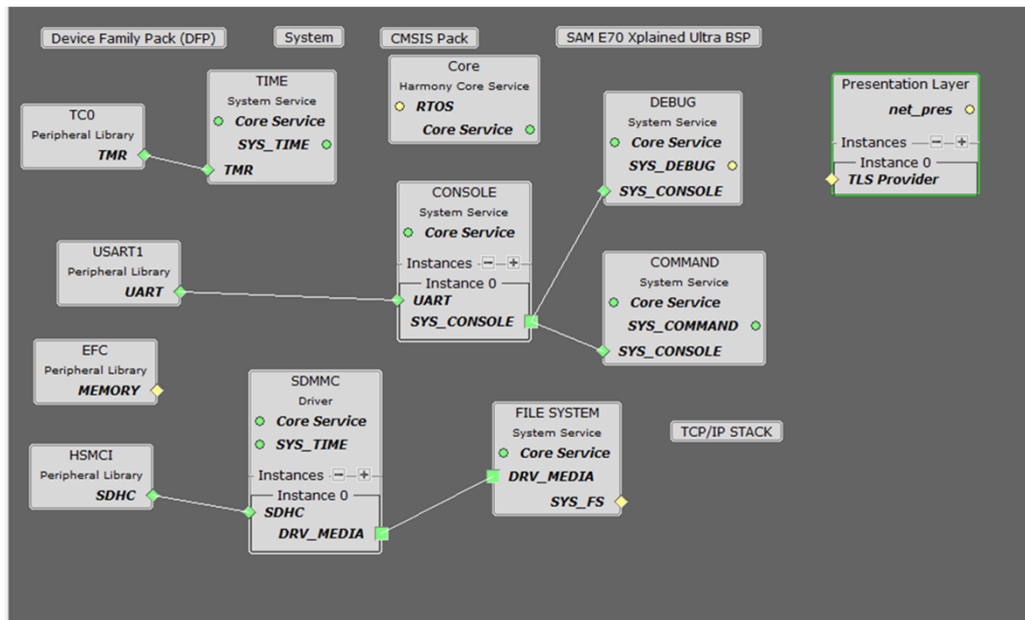 Device Family Pack (DFP)
System
CMSIS Pack
SAM E70 Xplained Ultra BSP
TIME
System Service
Core Service
SYS_TIME
TMR
Core
Harmony Core Service
RTOS
Core Service
TC0
Peripheral Library
TMR
DEBUG
System Service
Core Service
SYS_DEBUG
SYS_CONSOLE
Presentation Layer
net_pres
Instances
Instance 0
TLS Provider
CONSOLE
System Service
Core Service
Instances
Instance 0
UART
SYS_CONSOLE
USART1
Peripheral Library
UART
COMMAND
System Service
Core Service
SYS_COMMAND
SYS_CONSOLE
EFC
Peripheral Library
MEMORY
SDMMC
Driver
Core Service
SYS_TIME
Instances
Instance 0
SDHC
DRV_MEDIA
FILE SYSTEM
System Service
Core Service
DRV_MEDIA
SYS_FS
TCP/IP STACK
HSMCI
Peripheral Library
SDHC